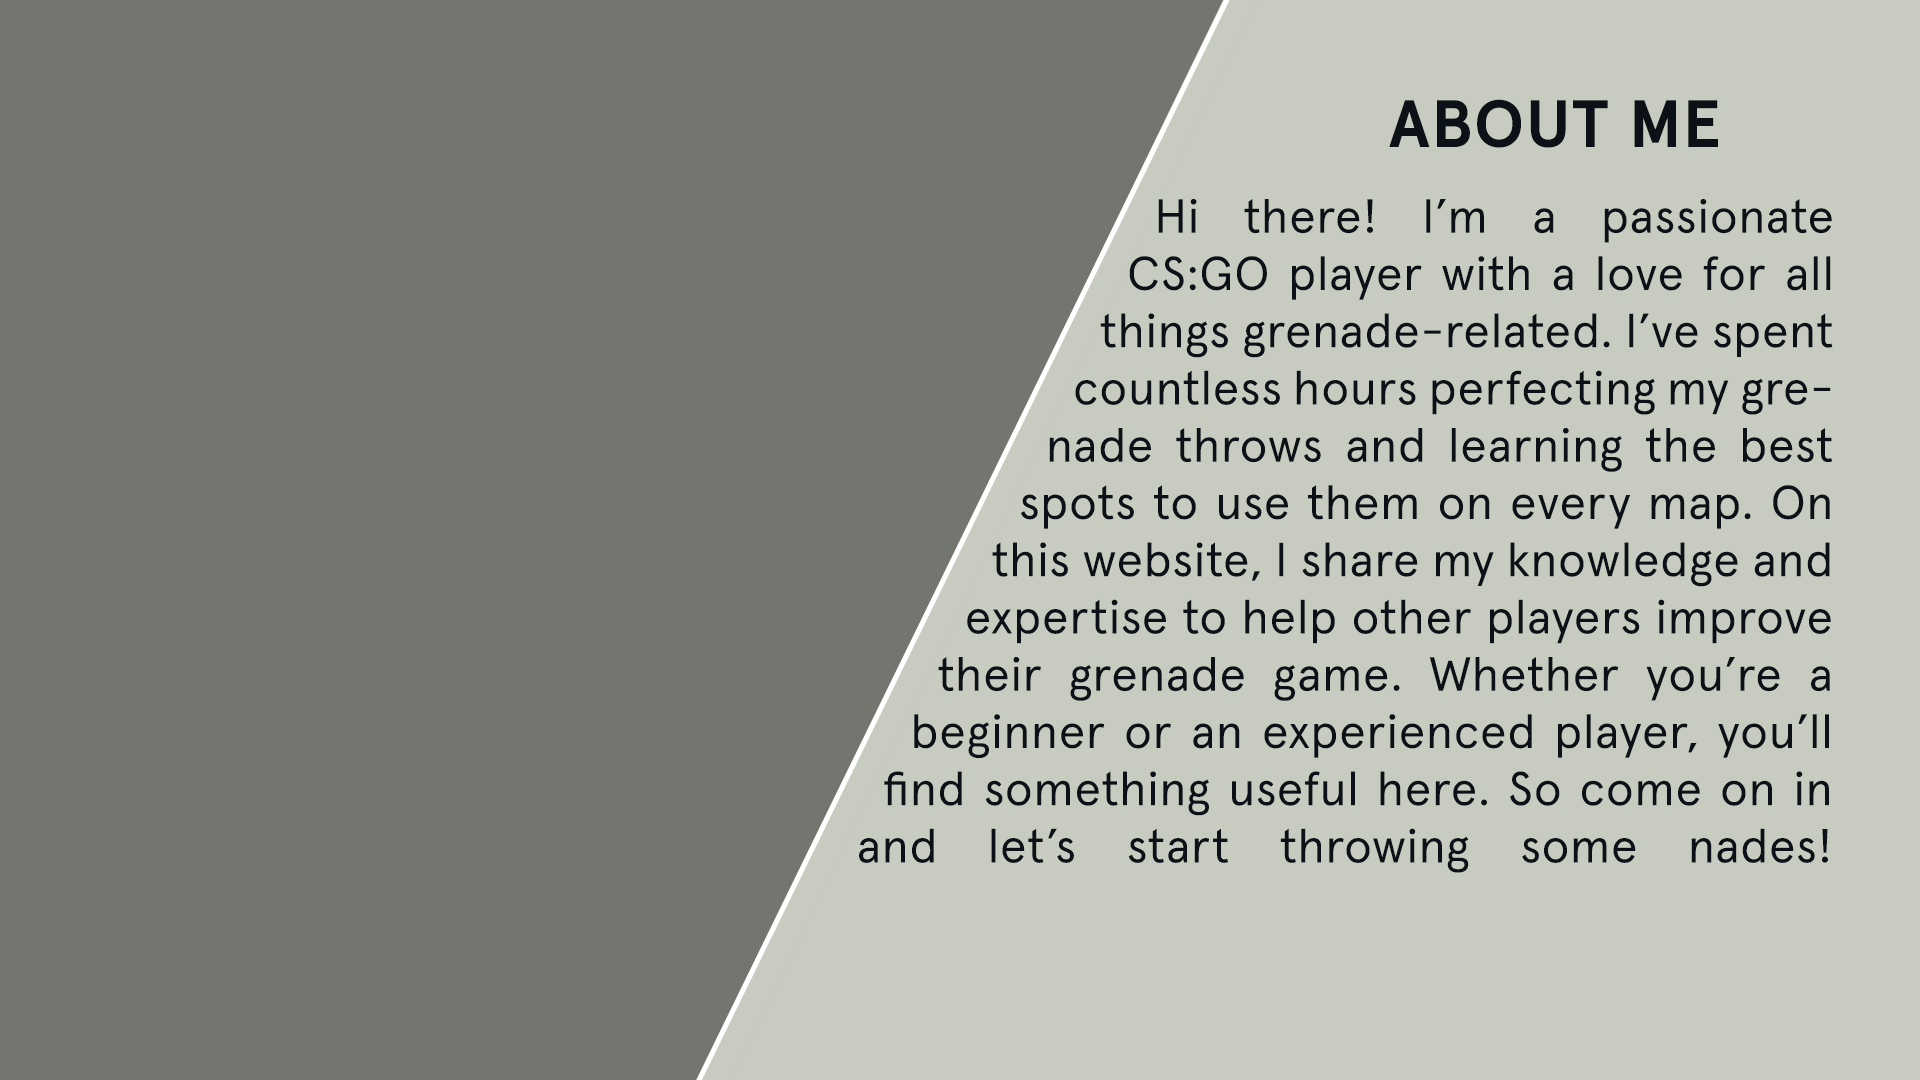 ABOUT ME
Hi there! I’m a passionate
CS:GO player with a love for all
things grenade-related. I’ve spent
countless hours perfecting my gre-
nade throws and learning the best
spots to use them on every map. On
this website, I share my knowledge and
expertise to help other players improve
their grenade game. Whether you’re a
beginner or an experienced player, you’ll
find something useful here. So come on in
and let’s start throwing some nades!